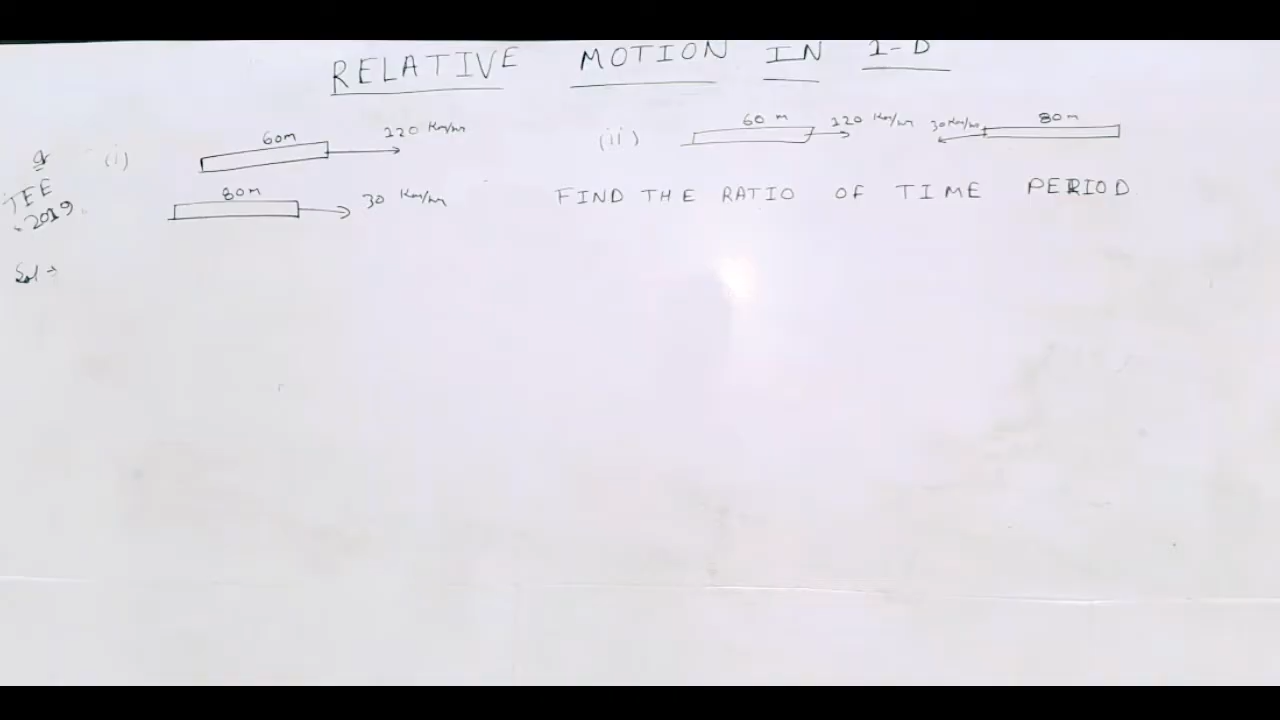 RELATIVE MOTION IN 1-D
Q
JEE
2019
(i) 60m 120 Km/hr
80m 30 Km/hr
(ii) 60 m 120 Km/hr 30 Km/hr 80m
FIND THE RATIO OF TIME PERIOD
Sol →